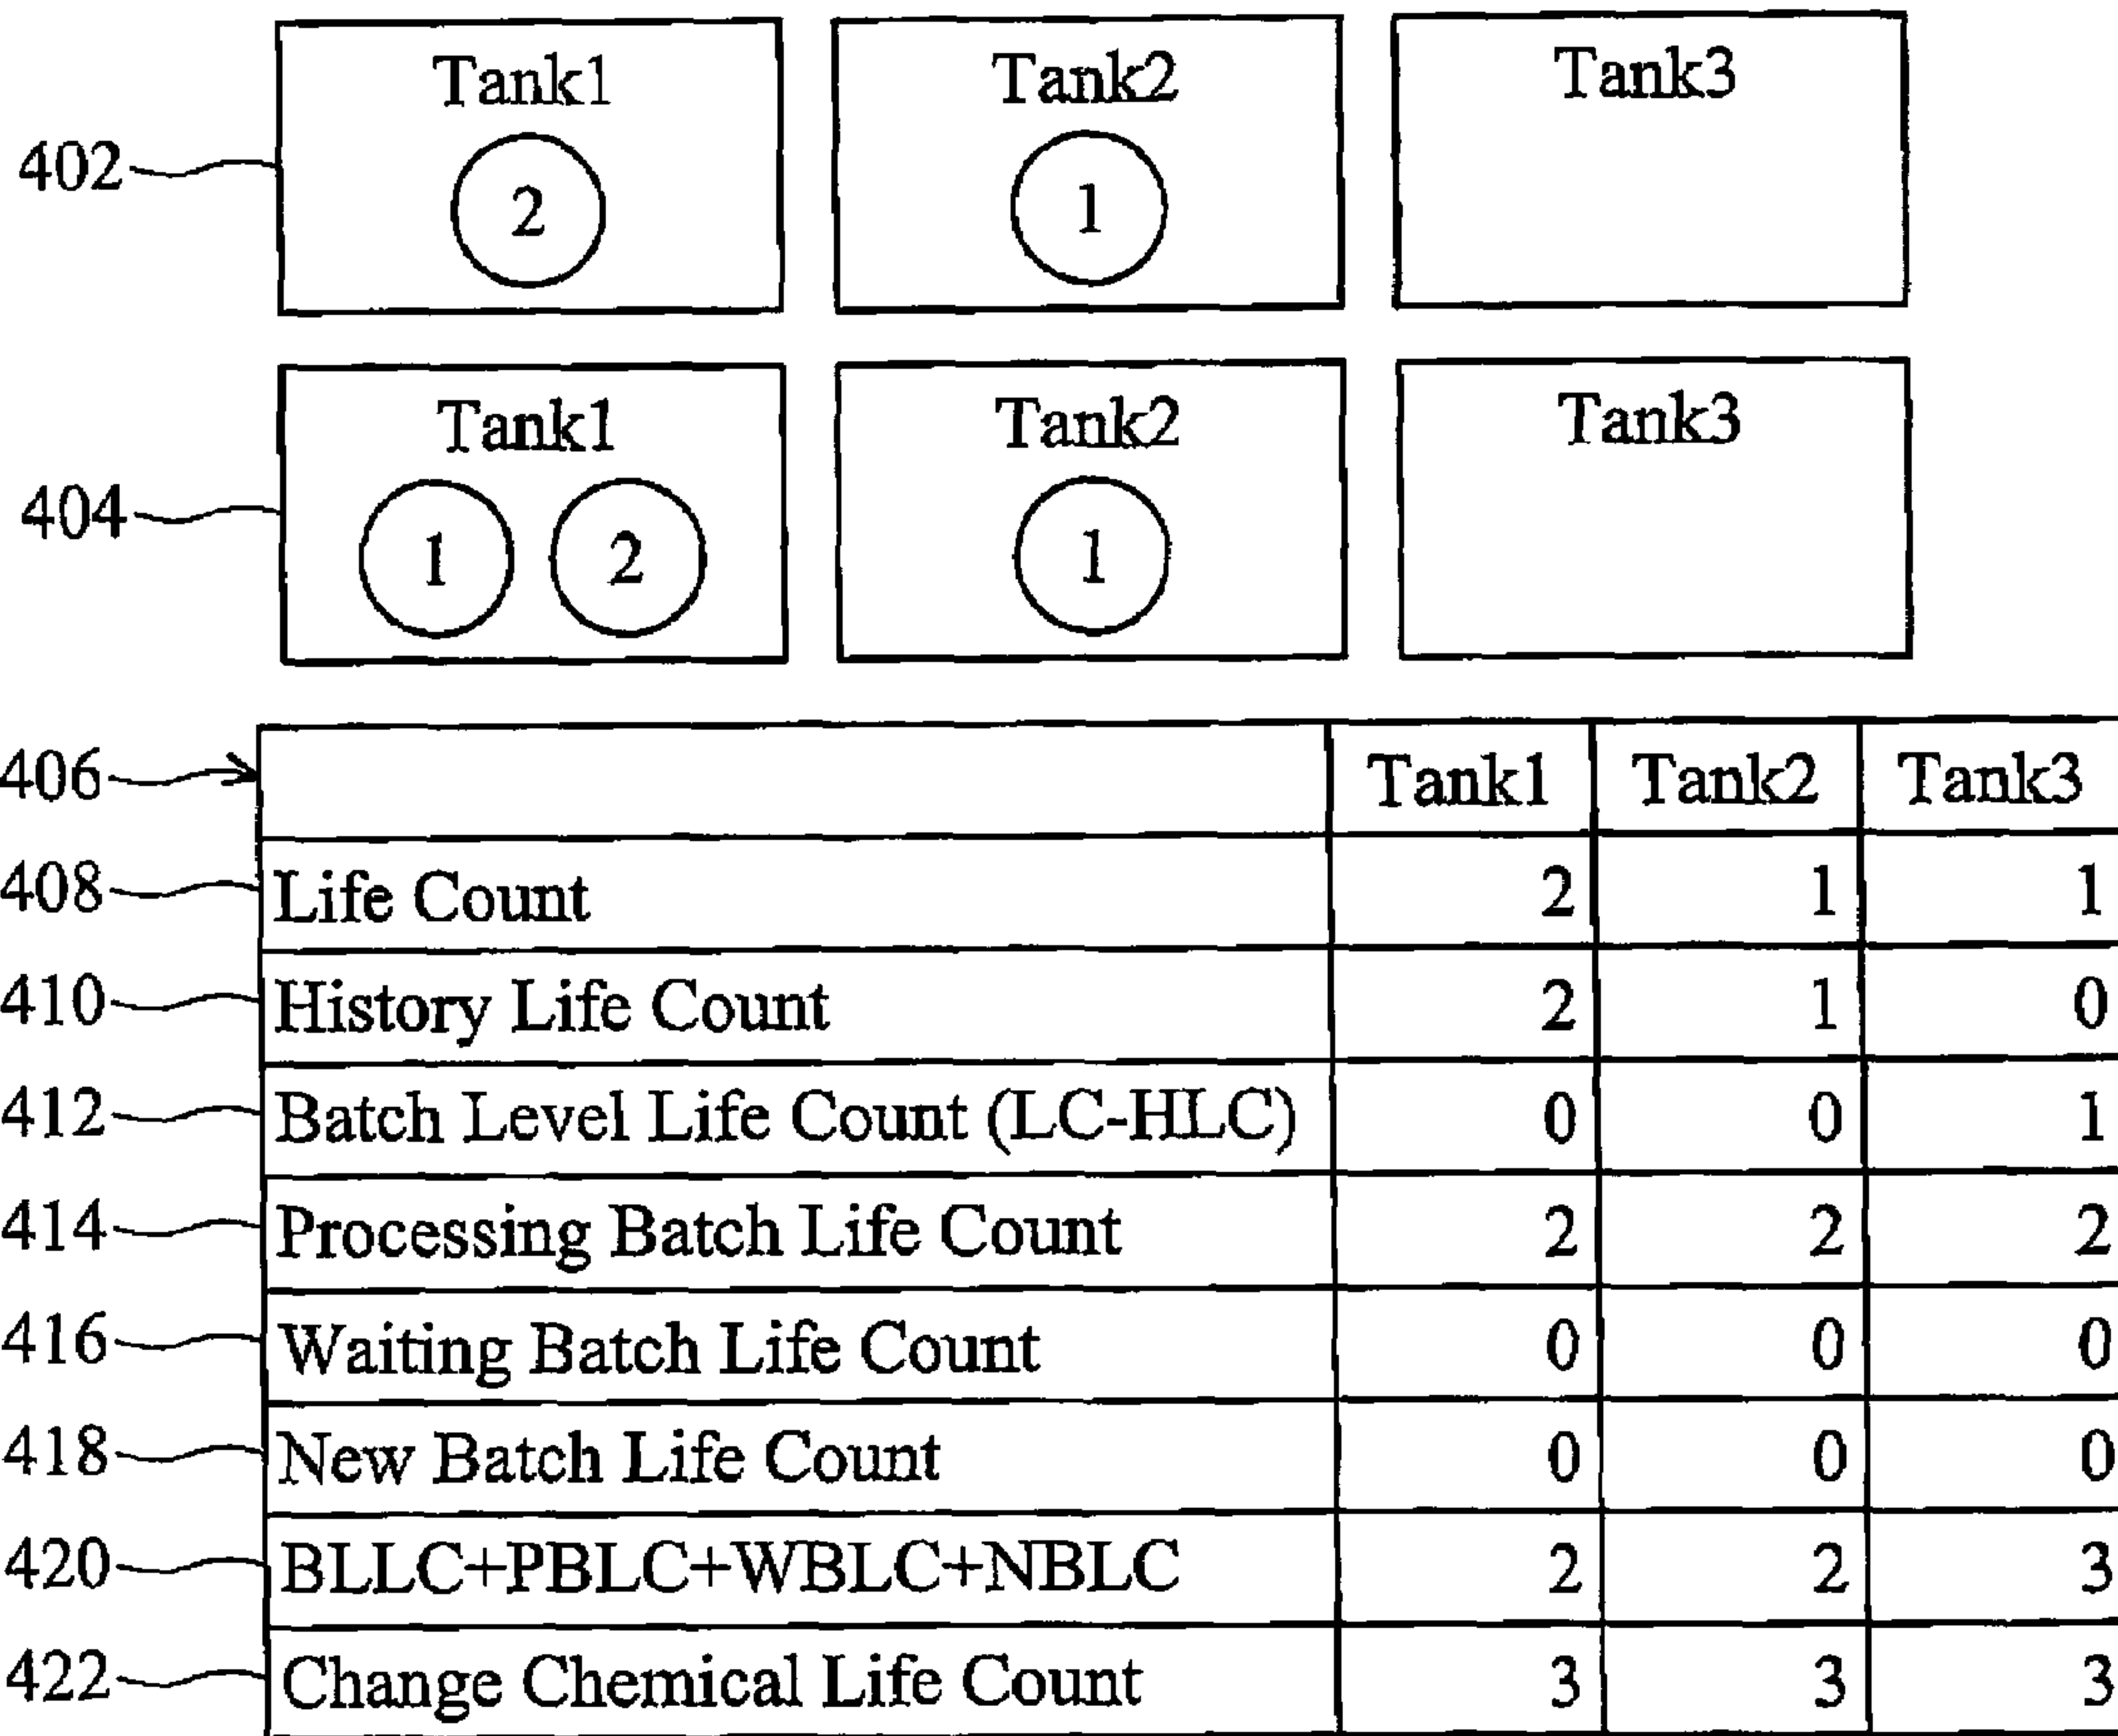 Tank1 Tank2 Tank3
402 2 1
Tank1 Tank2 Tank3
404 1 2 1
406 Tank1 Tank2 Tank3
408 Life Count 2 1 1
410 History Life Count 2 1 0
412 Batch Level Life Count (LC-HLC) 0 0 1
414 Processing Batch Life Count 2 2 2
416 Waiting Batch Life Count 0 0 0
418 New Batch Life Count 0 0 0
420 BLLC+PBLC+WBLC+NBLC 2 2 3
422 Change Chemical Life Count 3 3 3